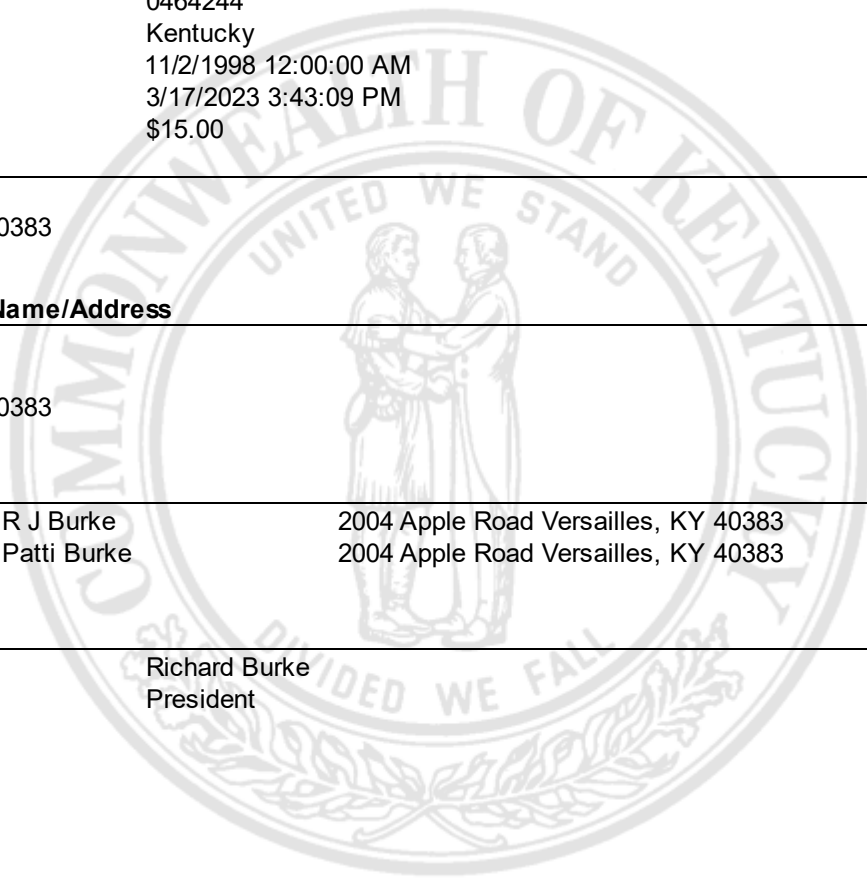 0464244
Kentucky
11/2/1998 12:00:00 AM
3/17/2023 3:43:09 PM
$15.00
0383
Name/Address
0383
R J Burke 2004 Apple Road Versailles, KY 40383
Patti Burke 2004 Apple Road Versailles, KY 40383
Richard Burke
President
COMMONWEALTH OF KENTUCKY
UNITED WE STAND
DIVIDED WE FALL